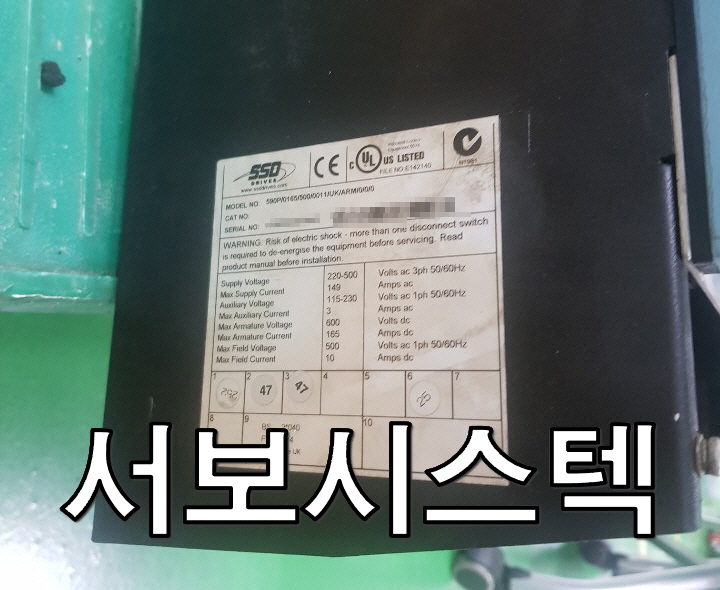 SSD
DRIVES
www.ssddrives.com
CE
C UL US LISTED
FILE NO:E142140
N1981
MODEL NO: 590P/0165/500/0011/UK/ARM/0/0/0
CAT NO:
SERIAL NO:
WARNING: Risk of electric shock - more than one disconnect switch
is required to de-energise the equipment before servicing. Read
product manual before installation.
Supply Voltage 220-500 Volts ac 3ph 50/60Hz
Max Supply Current 149 Amps ac
Auxiliary Voltage 115-230 Volts ac 1ph 50/60Hz
Max Auxiliary Current 3 Amps ac
Max Armature Voltage 600 Volts dc
Max Armature Current 165 Amps dc
Max Field Voltage 500 Volts ac 1ph 50/60Hz
Max Field Current 10 Amps dc
1 2 3 4 5 6 7
47 47
8 9 10
UK
서보시스텍